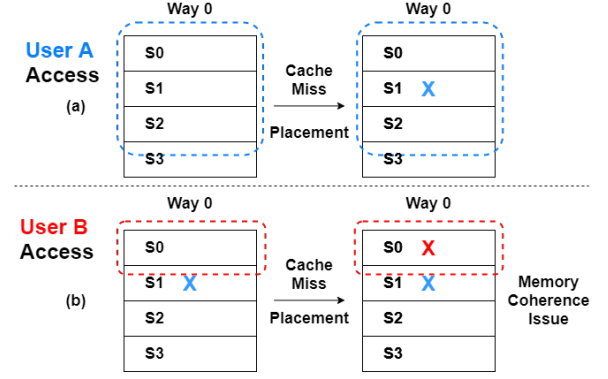 Way 0
Way 0
User A
Access
(a)
S0
S1
S2
S3
Cache
Miss
Placement
S0
S1 X
S2
S3
Way 0
Way 0
User B
Access
(b)
S0
S1 X
S2
S3
Cache
Miss
Placement
S0 X
S1 X
S2
S3
Memory
Coherence
Issue